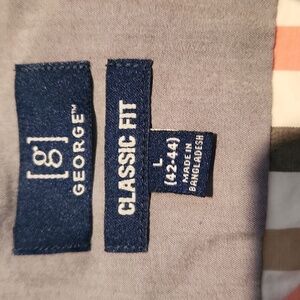 [g]
GEORGE™
CLASSIC FIT
L
(42-44)
MADE IN
BANGLADESH